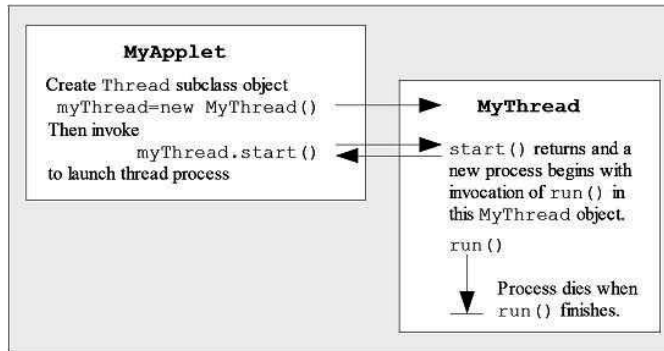 MyApplet
Create Thread subclass object
myThread=new MyThread()
Then invoke
myThread.start()
to launch thread process
MyThread
start() returns and a
new process begins with
invocation of run() in
this MyThread object.
run()
Process dies when
run() finishes.